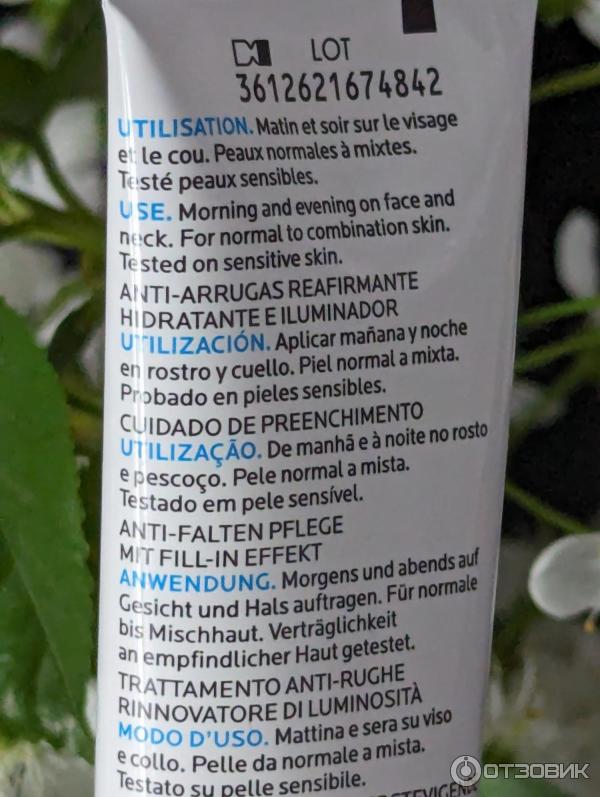 LOT
3612621674842
UTILISATION. Matin et soir sur le visage
et le cou. Peaux normales à mixtes.
Testé peaux sensibles.
USE. Morning and evening on face and
neck. For normal to combination skin.
Tested on sensitive skin.
ANTI-ARRUGAS REAFIRMANTE
HIDRATANTE E ILUMINADOR
UTILIZACIÓN. Aplicar mañana y noche
en rostro y cuello. Piel normal a mixta.
Probado en pieles sensibles.
CUIDADO DE PREENCHIMENTO
UTILIZAÇÃO. De manhã e à noite no rosto
e pescoço. Pele normal a mista.
Testado em pele sensível.
ANTI-FALTEN PFLEGE
MIT FILL-IN EFFEKT
ANWENDUNG. Morgens und abends auf
Gesicht und Hals auftragen. Für normale
bis Mischhaut. Verträglichkeit
an empfindlicher Haut getestet.
TRATTAMENTO ANTI-RUGHE
RINNOVATORE DI LUMINOSITÀ
MODO D'USO. Mattina e sera su viso
e collo. Pelle da normale a mista.
Testato su pelle sensibile.
ОТЗОВИК